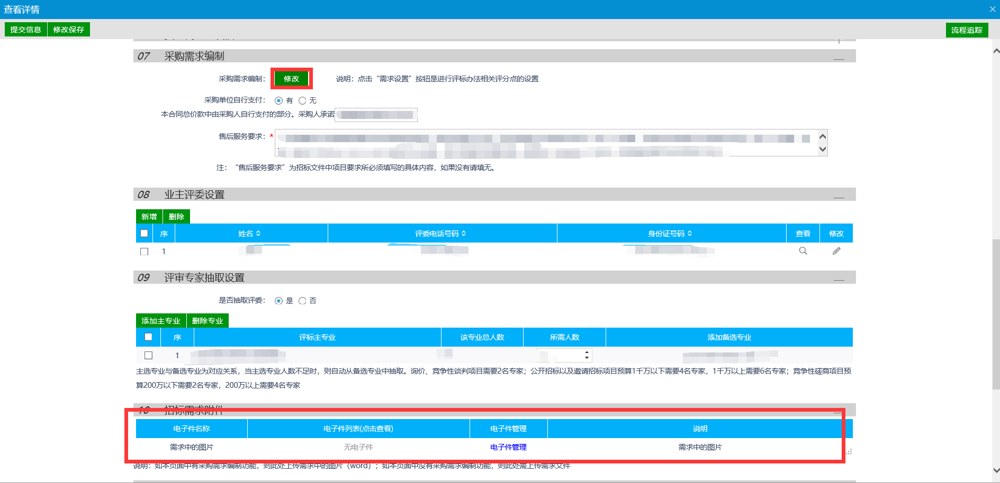 查看详情
提交信息 修改保存 流程追踪
07 采购需求编制
采购需求编制： 修改 说明：点击“需求设置”按钮是进行评标办法相关评分点的设置
采购单位自行支付： 有 无
本合同总价款中由采购人自行支付的部分。采购人承诺
售后服务要求：*
注：“售后服务要求”为招标文件中项目要求所必须填写的具体内容，如果没有请填无。
08 业主评委设置
新增 删除
序 姓名 评委电话号码 身份证号码 查看 修改
1
09 评审专家抽取设置
是否抽取评委： 是 否
添加主专业 删除专业
序 评标主专业 该专业总人数 所需人数 添加备选专业
1
主选专业与备选专业为对应关系，当主选专业人数不足时，则自动从备选专业中抽取。询价、竞争性谈判项目需要2名专家；公开招标以及邀请招标项目预算1千万以下需要4名专家，1千万以上需要6名专家；竞争性磋商项目预
算200万以下需要2名专家，200万以上需要4名专家
10 招标需求附件
电子件名称 电子件列表(点击查看) 电子件管理 说明
需求中的图片 无电子件 电子件管理 需求中的图片
说明：如本页面中有采购需求编制功能，则此处上传需求中的图片（word）；如本页面中没有采购需求编制功能，则此处需上传需求文件